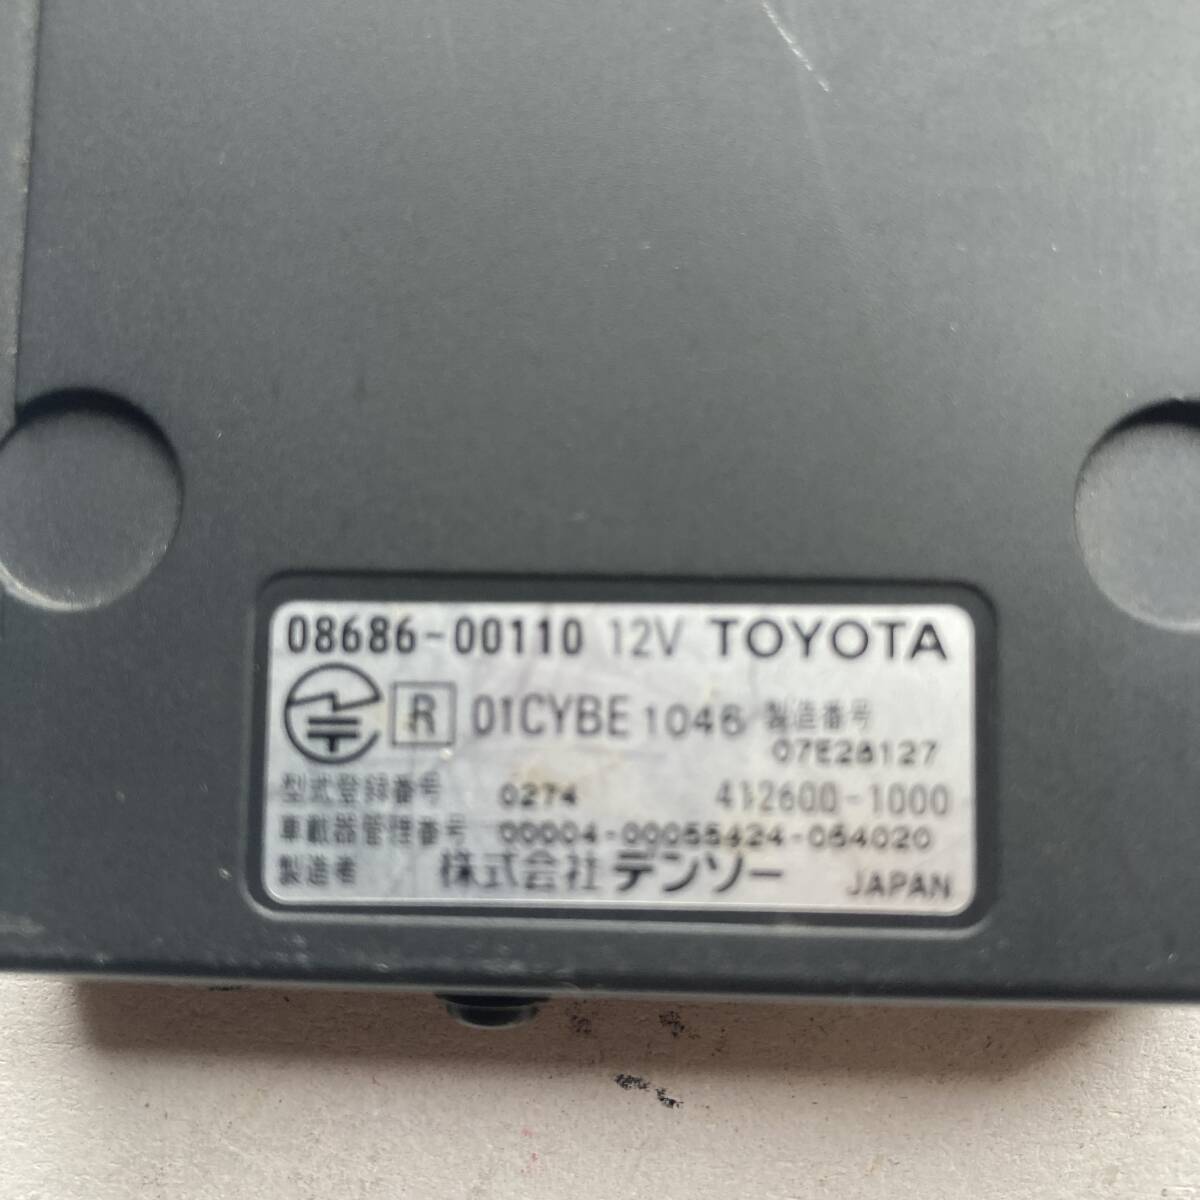 08686-00110 12V TOYOTA
R 01CYBE 1046 製造番号
07E28127
型式登録番号 0274 412600-1000
車載器管理番号 00004-00055424-054020
製造者 株式会社デンソー JAPAN